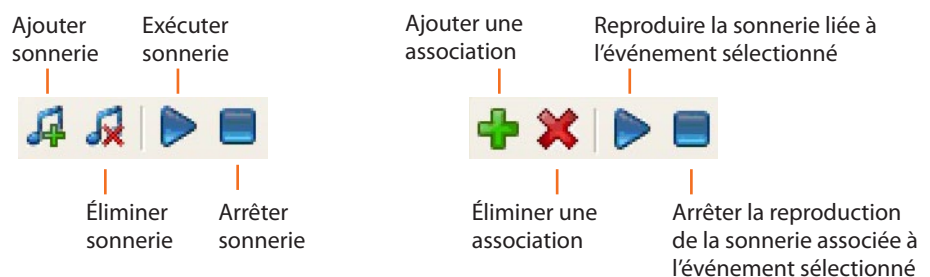 Ajouter
sonnerie
Exécuter
sonnerie
Éliminer
sonnerie
Arrêter
sonnerie
Ajouter une
association
Reproduire la sonnerie liée à
l’événement sélectionné
Éliminer une
association
Arrêter la reproduction
de la sonnerie associée à
l’événement sélectionné